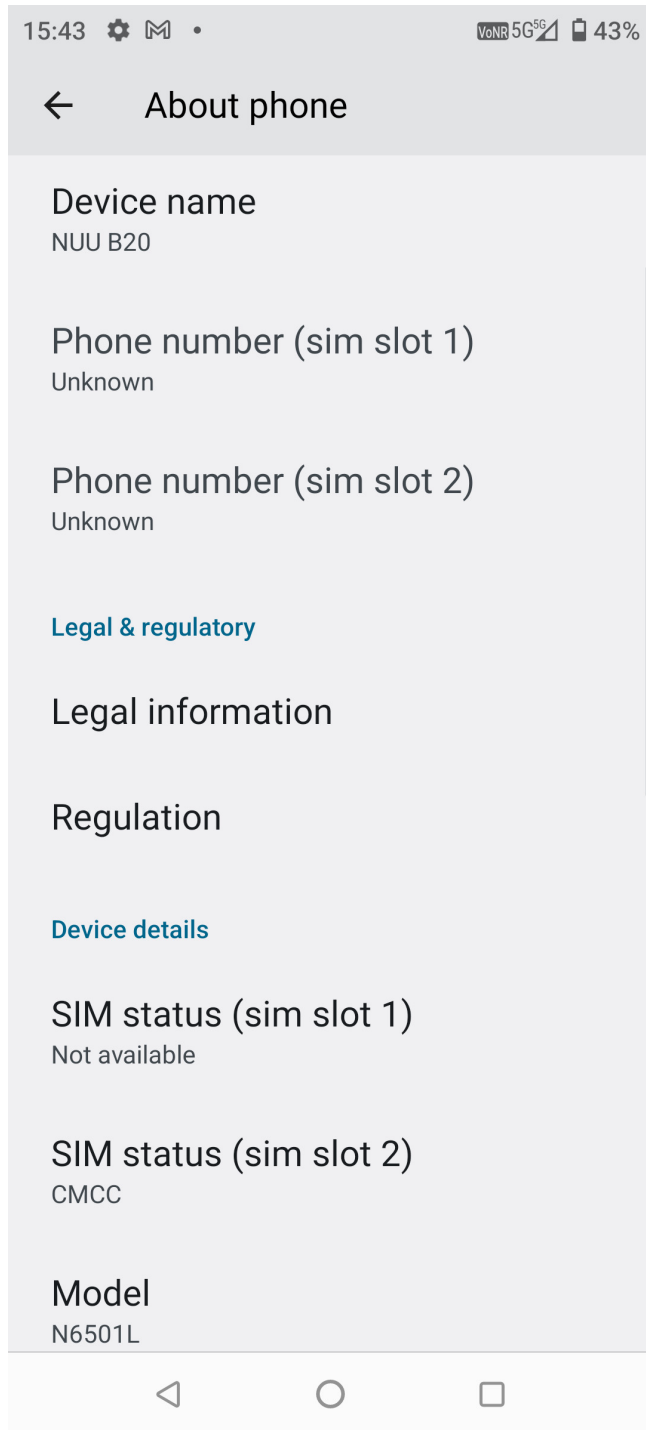 15:43 VoNR 5G 5G 43%
About phone
Device name
NUU B20
Phone number (sim slot 1)
Unknown
Phone number (sim slot 2)
Unknown
Legal & regulatory
Legal information
Regulation
Device details
SIM status (sim slot 1)
Not available
SIM status (sim slot 2)
CMCC
Model
N6501L